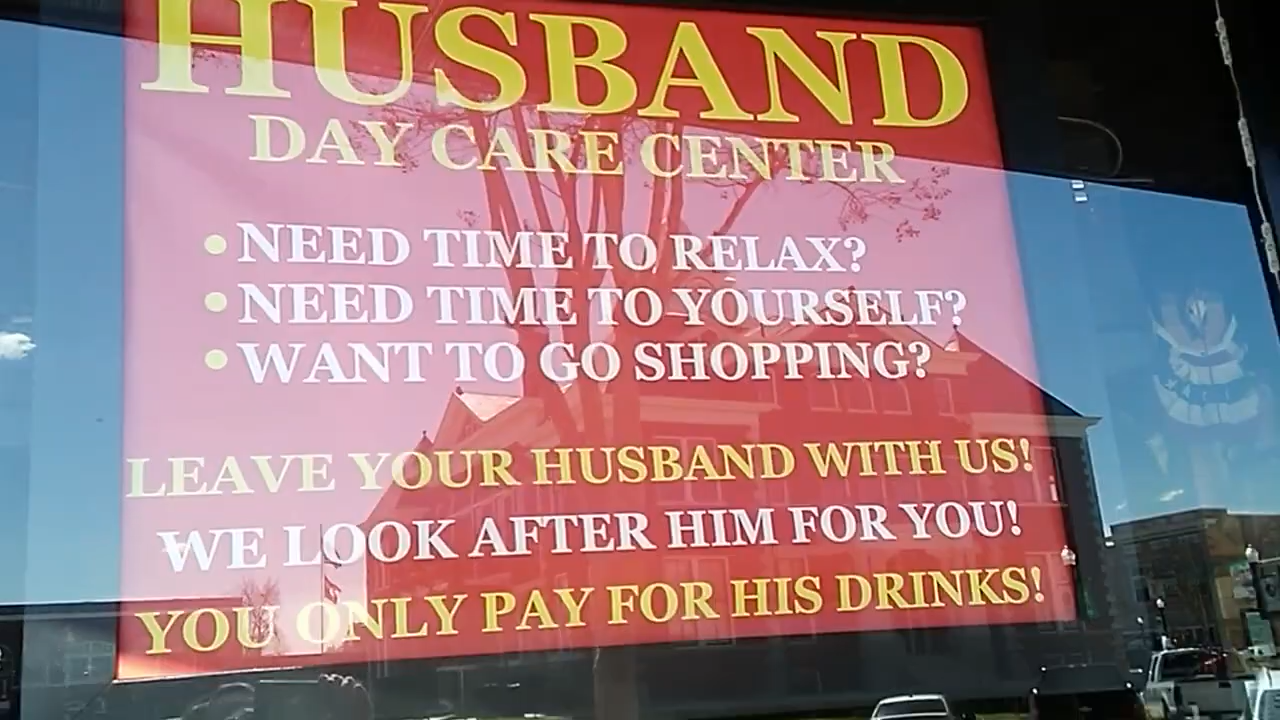 HUSBAND
DAY CARE CENTER
• NEED TIME TO RELAX?
• NEED TIME TO YOURSELF?
• WANT TO GO SHOPPING?
LEAVE YOUR HUSBAND WITH US!
WE LOOK AFTER HIM FOR YOU!
YOU ONLY PAY FOR HIS DRINKS!